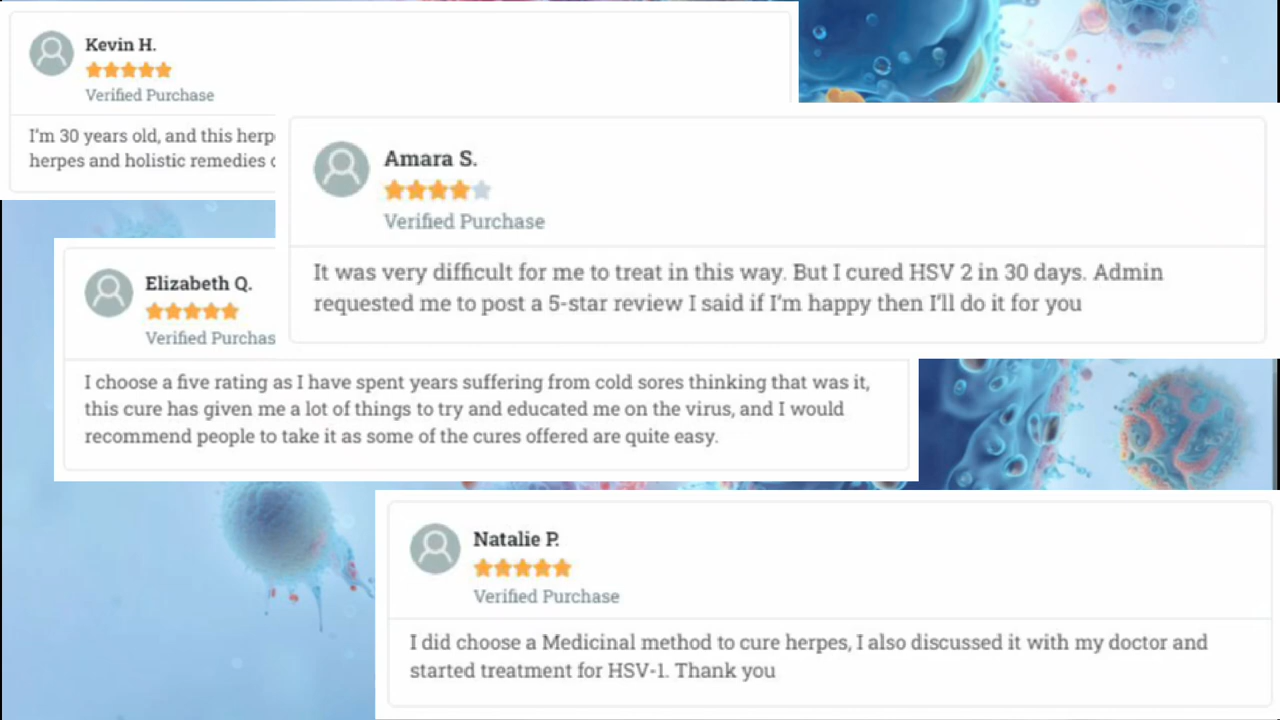 Kevin H.
Verified Purchase
I'm 30 years old, and this herp
herpes and holistic remedies
Amara S.
Verified Purchase
It was very difficult for me to treat in this way. But I cured HSV 2 in 30 days. Admin
requested me to post a 5-star review I said if I'm happy then I'll do it for you
Elizabeth Q.
Verified Purchas
I choose a five rating as I have spent years suffering from cold sores thinking that was it,
this cure has given me a lot of things to try and educated me on the virus, and I would
recommend people to take it as some of the cures offered are quite easy.
Natalie P.
Verified Purchase
I did choose a Medicinal method to cure herpes, I also discussed it with my doctor and
started treatment for HSV-1. Thank you